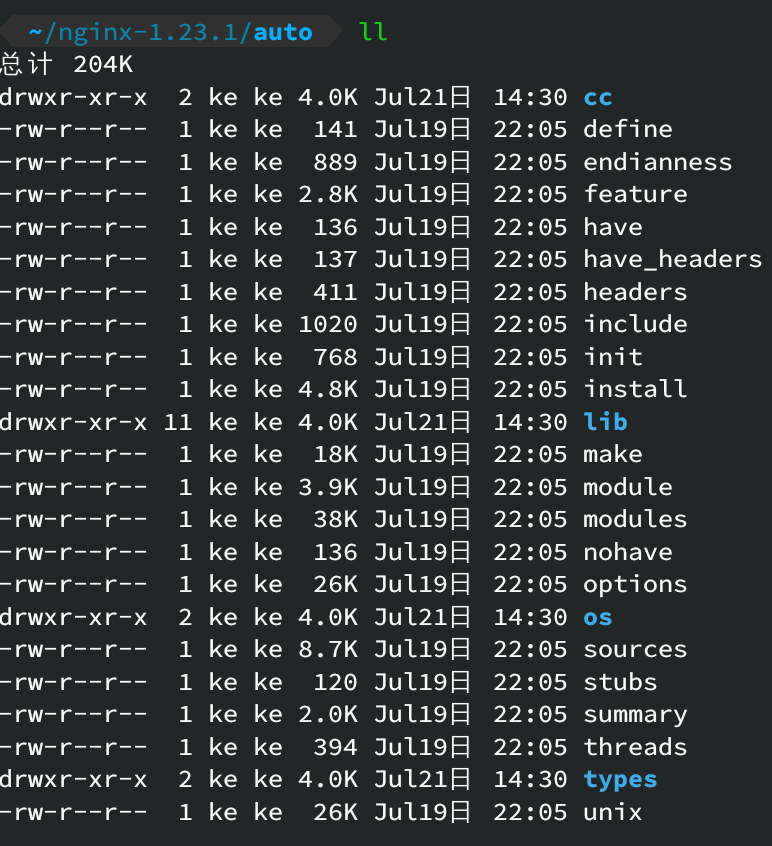 ~/nginx-1.23.1/auto ll
总计 204K
drwxr-xr-x  2 ke ke 4.0K Jul21日 14:30 cc
-rw-r--r--  1 ke ke  141 Jul19日 22:05 define
-rw-r--r--  1 ke ke  889 Jul19日 22:05 endianness
-rw-r--r--  1 ke ke 2.8K Jul19日 22:05 feature
-rw-r--r--  1 ke ke  136 Jul19日 22:05 have
-rw-r--r--  1 ke ke  137 Jul19日 22:05 have_headers
-rw-r--r--  1 ke ke  411 Jul19日 22:05 headers
-rw-r--r--  1 ke ke 1020 Jul19日 22:05 include
-rw-r--r--  1 ke ke  768 Jul19日 22:05 init
-rw-r--r--  1 ke ke 4.8K Jul19日 22:05 install
drwxr-xr-x 11 ke ke 4.0K Jul21日 14:30 lib
-rw-r--r--  1 ke ke  18K Jul19日 22:05 make
-rw-r--r--  1 ke ke 3.9K Jul19日 22:05 module
-rw-r--r--  1 ke ke  38K Jul19日 22:05 modules
-rw-r--r--  1 ke ke  136 Jul19日 22:05 nohave
-rw-r--r--  1 ke ke  26K Jul19日 22:05 options
drwxr-xr-x  2 ke ke 4.0K Jul21日 14:30 os
-rw-r--r--  1 ke ke 8.7K Jul19日 22:05 sources
-rw-r--r--  1 ke ke  120 Jul19日 22:05 stubs
-rw-r--r--  1 ke ke 2.0K Jul19日 22:05 summary
-rw-r--r--  1 ke ke  394 Jul19日 22:05 threads
drwxr-xr-x  2 ke ke 4.0K Jul21日 14:30 types
-rw-r--r--  1 ke ke  26K Jul19日 22:05 unix